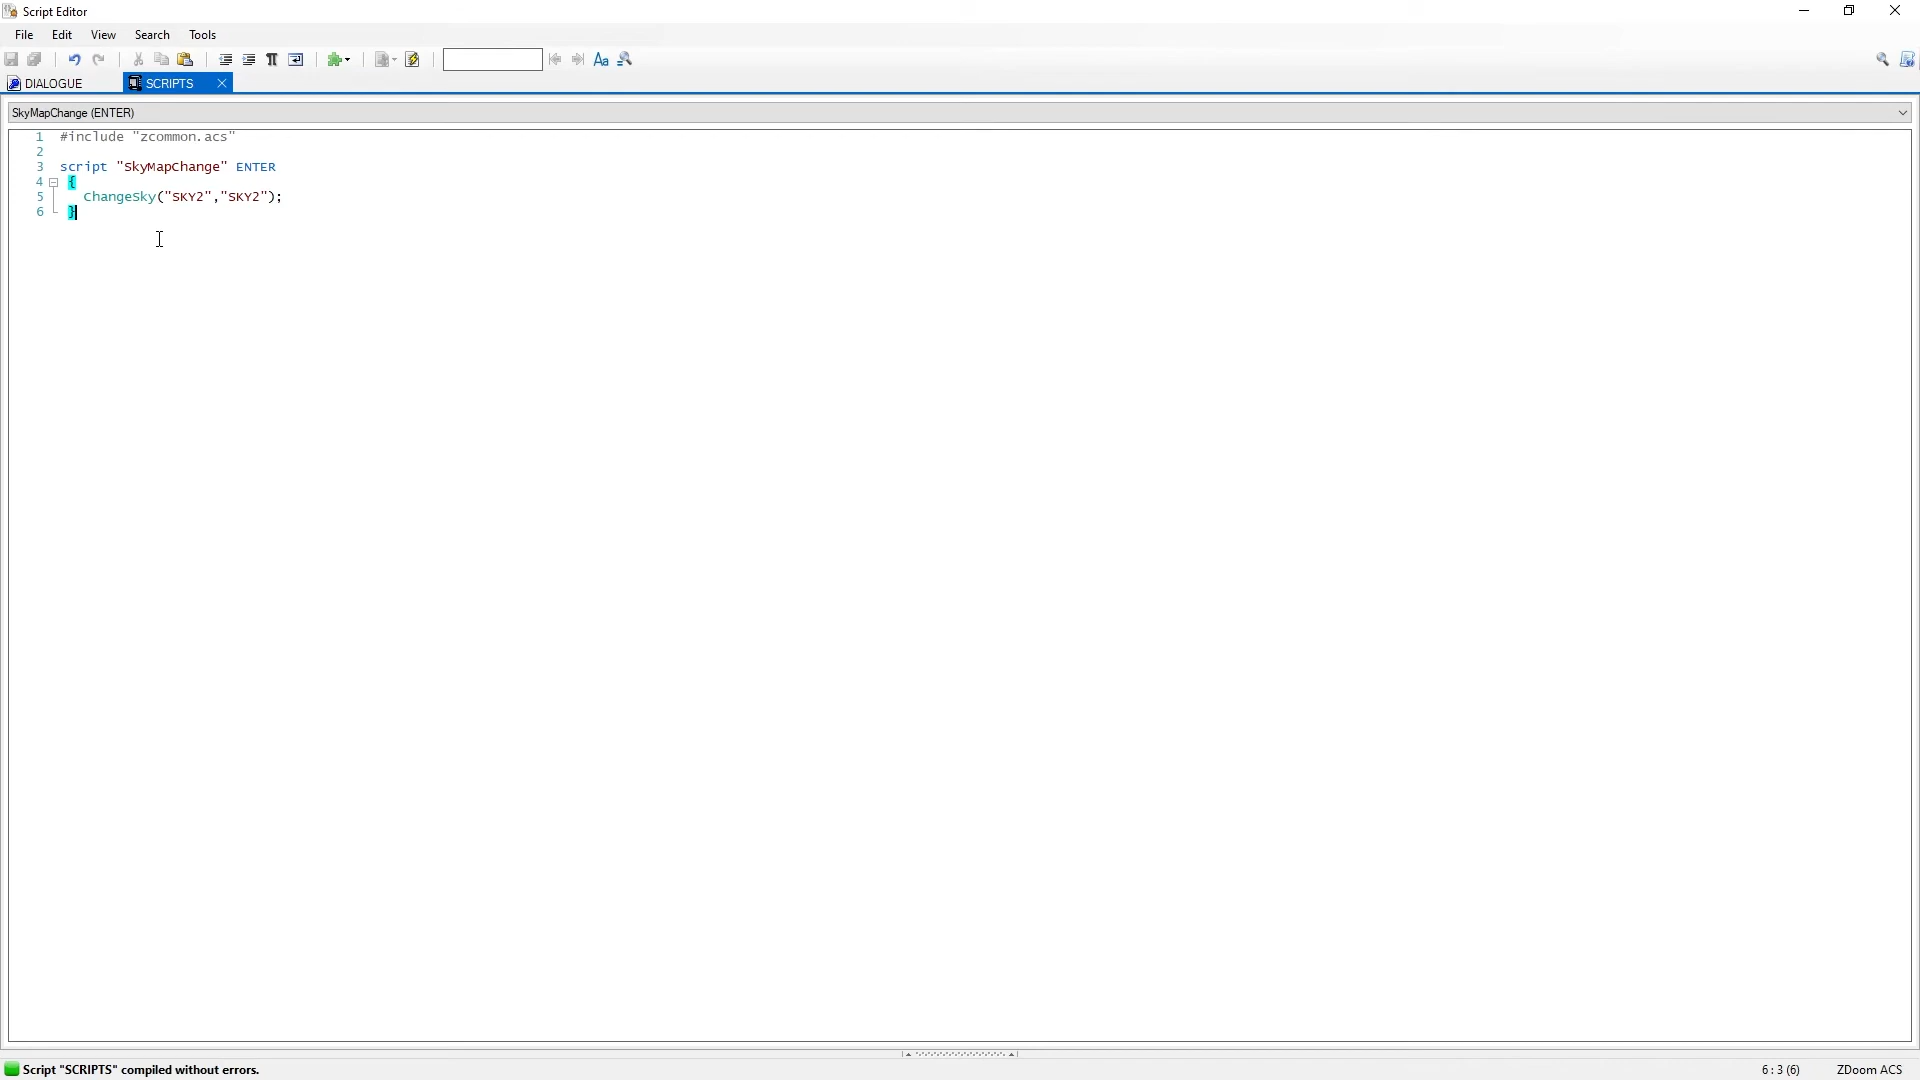 Script Editor
File Edit View Search Tools
Aa
DIALOGUE SCRIPTS
SkyMapChange (ENTER)
1 #include "zcommon.acs"
2
3 script "SkyMapChange" ENTER
4 {
5 ChangeSky("SKY2","SKY2");
6 }
Script "SCRIPTS" compiled without errors. 6 : 3 (6) ZDoom ACS